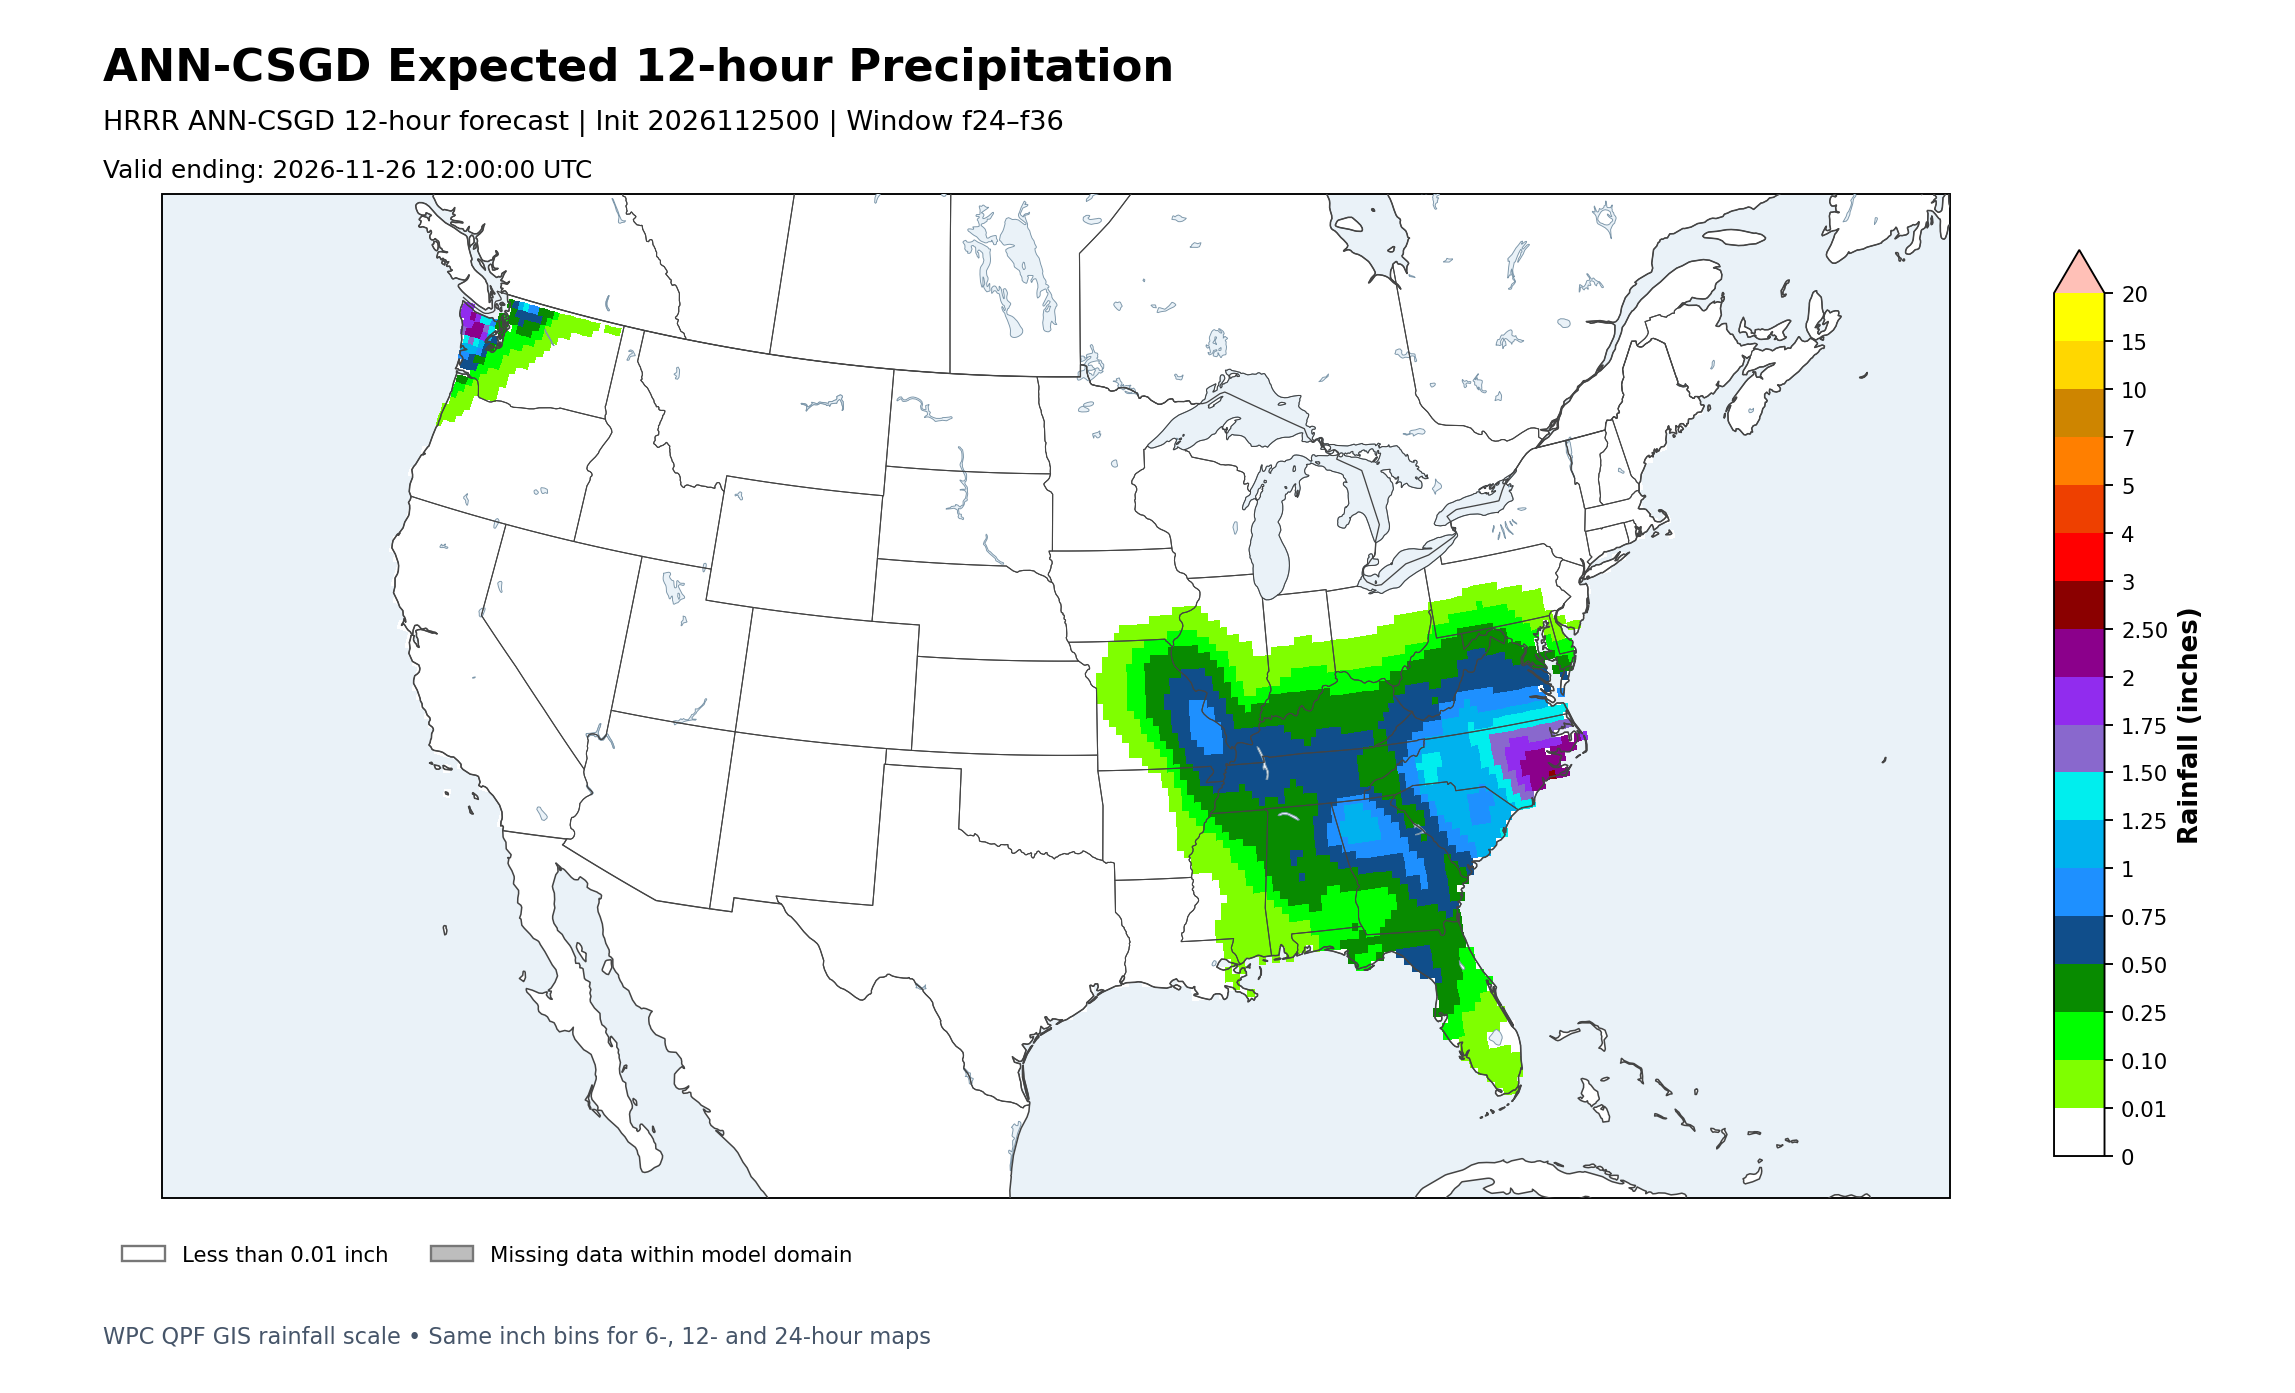 ANN-CSGD Expected 12-hour Precipitation
HRRR ANN-CSGD 12-hour forecast | Init 2026112500 | Window f24–f36
Valid ending: 2026-11-26 12:00:00 UTC
20
15
10
7
5
4
3
2.50
2
1.75
1.50
1.25
1
0.75
0.50
0.25
0.10
0.01
0
Rainfall (inches)
Less than 0.01 inch
Missing data within model domain
WPC QPF GIS rainfall scale • Same inch bins for 6-, 12- and 24-hour maps